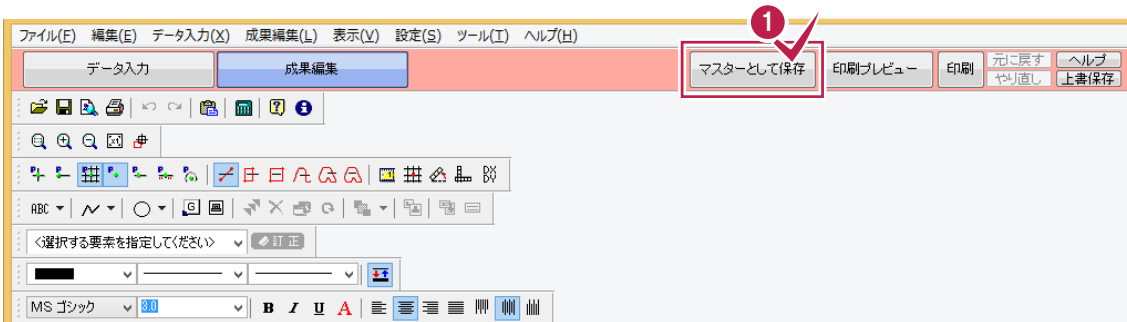 1
ファイル(F) 編集(E) データ入力(X) 成果編集(L) 表示(V) 設定(S) ツール(T) ヘルプ(H)
データ入力 成果編集 マスターとして保存 印刷プレビュー 印刷 元に戻す ヘルプ
やり直し 上書保存
ABC
<選択する要素を指定してください> 訂正
MS ゴシック 3.0 B I U A